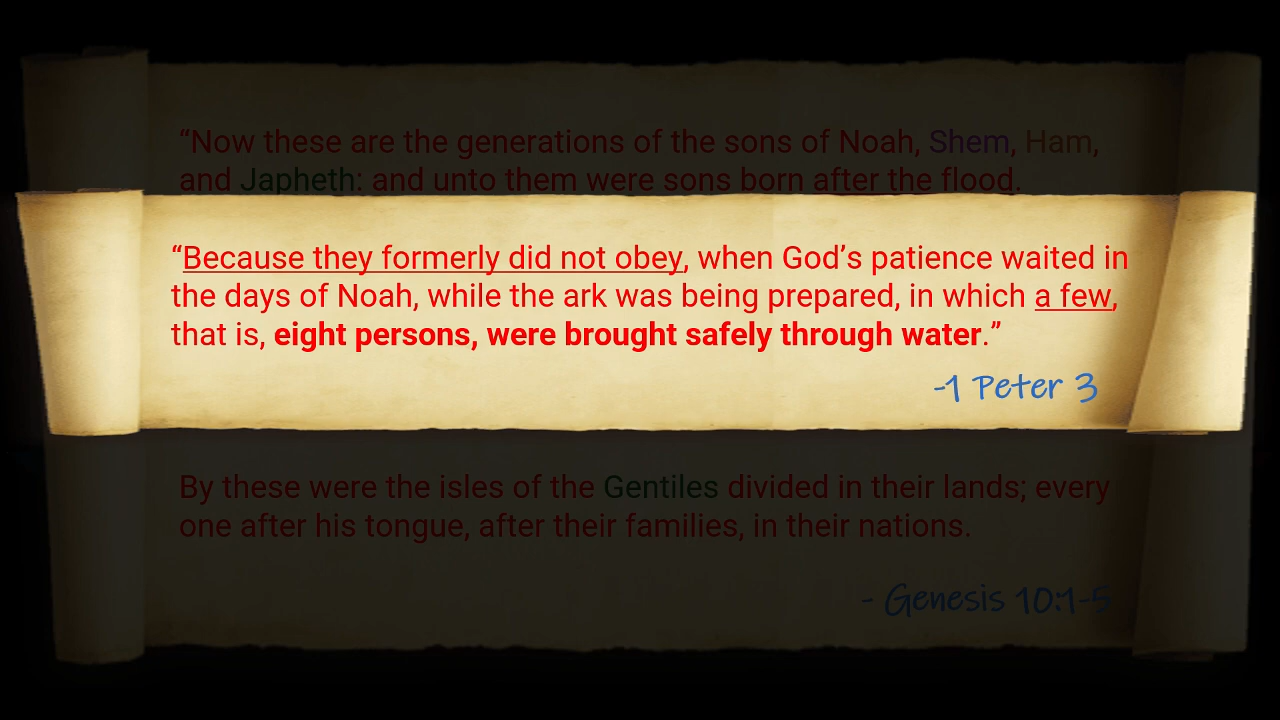 “Now these are the generations of the sons of Noah, Shem, Ham,
and Japheth: and unto them were sons born after the flood.
“Because they formerly did not obey, when God’s patience waited in
the days of Noah, while the ark was being prepared, in which a few,
that is, eight persons, were brought safely through water.”
-1 Peter 3
By these were the isles of the Gentiles divided in their lands; every
one after his tongue, after their families, in their nations.
- Genesis 10:1-5